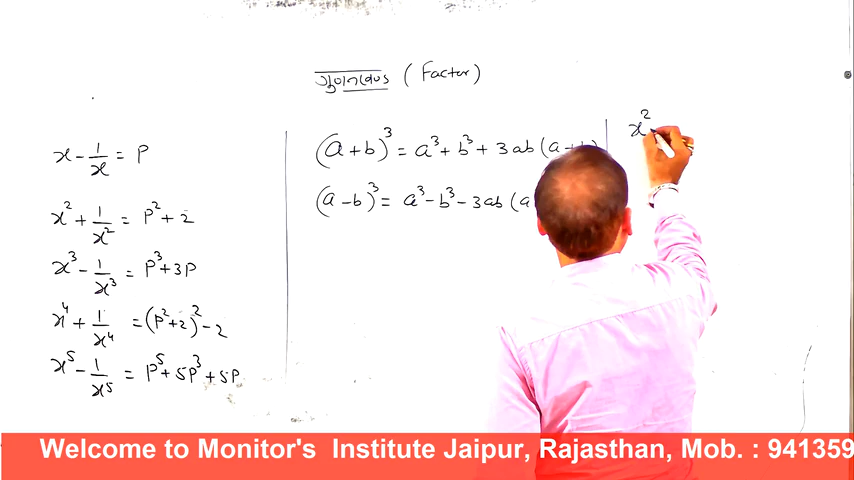 गुणनखण्ड (Factor)
x - 1/x = P
x² + 1/x² = P² + 2
x³ - 1/x³ = P³ + 3P
x⁴ + 1/x⁴ = (P² + 2)² - 2
x⁵ - 1/x⁵ = P⁵ + 5P³ + 5P
(a + b)³ = a³ + b³ + 3ab (a +
(a - b)³ = a³ - b³ - 3ab (a
x²
Welcome to Monitor's Institute Jaipur, Rajasthan, Mob. : 941359